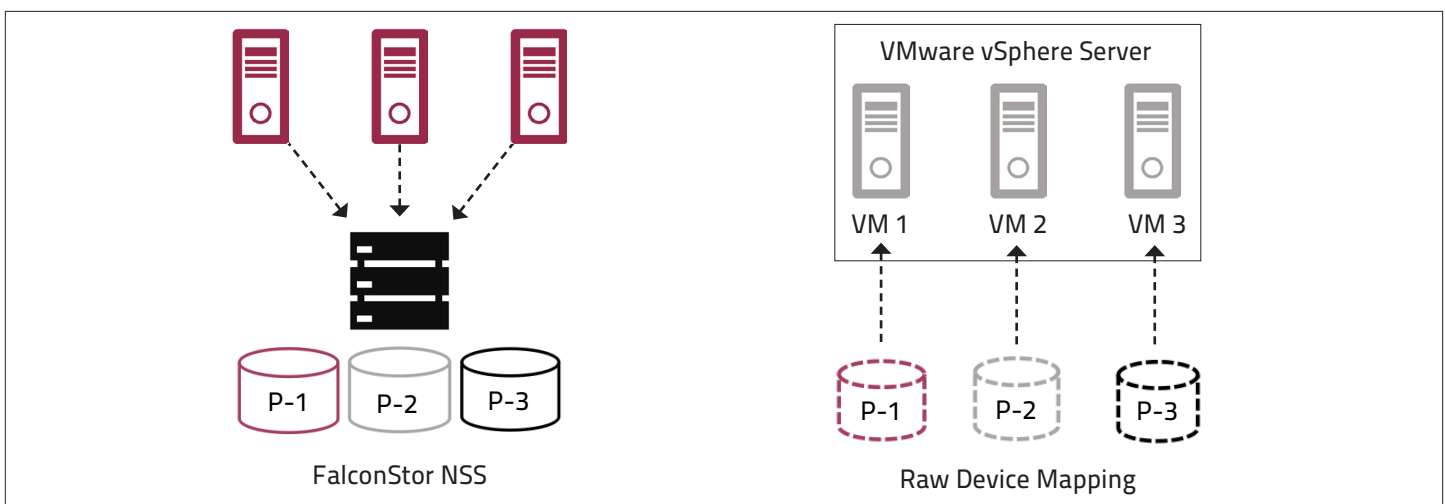 VMware vSphere Server
VM 1 VM 2 VM 3
P-1 P-2 P-3
FalconStor NSS
P-1 P-2 P-3
Raw Device Mapping